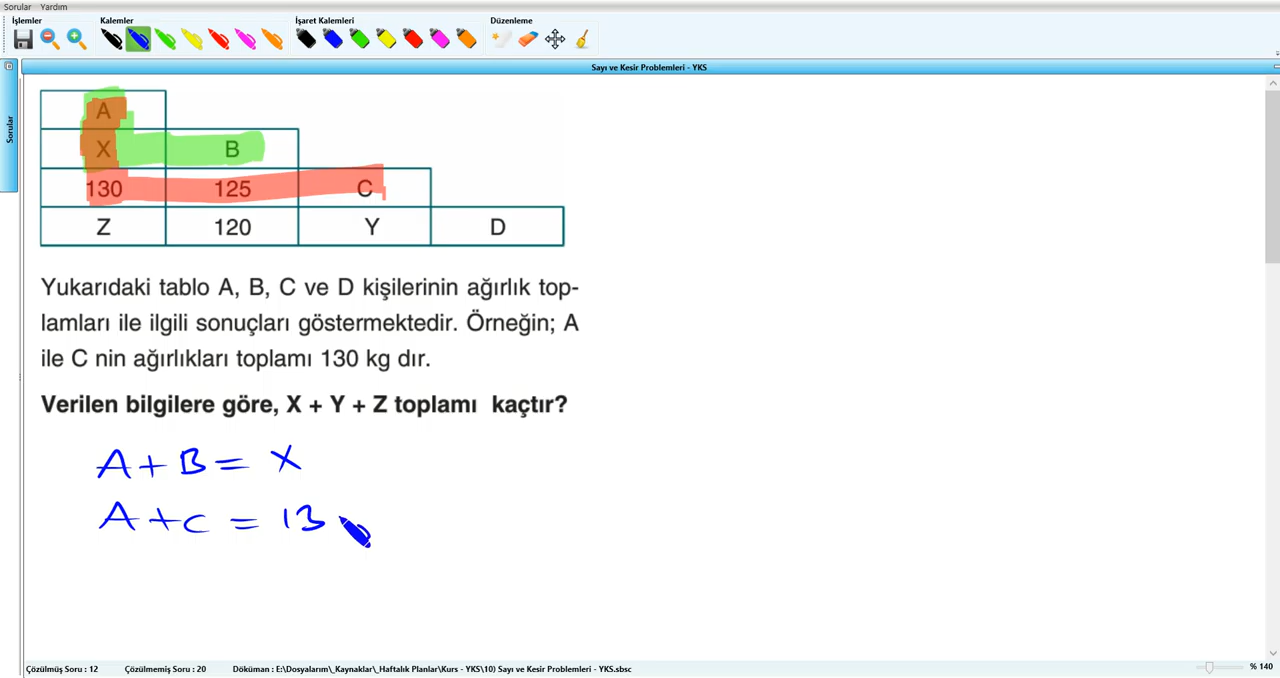 Sorular Yardım
İşlemler Kalemler İşaret Kalemleri Düzenleme
Sayı ve Kesir Problemleri - YKS
Sorular
A
X B
130 125 C
Z 120 Y D
Yukarıdaki tablo A, B, C ve D kişilerinin ağırlık top-
lamları ile ilgili sonuçları göstermektedir. Örneğin; A
ile C nin ağırlıkları toplamı 130 kg dır.
Verilen bilgilere göre, X + Y + Z toplamı kaçtır?
A + B = X
A + C = 13
Çözülmüş Soru : 12 Çözülmemiş Soru : 20 Döküman : E:\Dosyalarım\_Kaynaklar\_Haftalık Planlar\Kurs - YKS\10) Sayı ve Kesir Problemleri - YKS.sbsc % 140